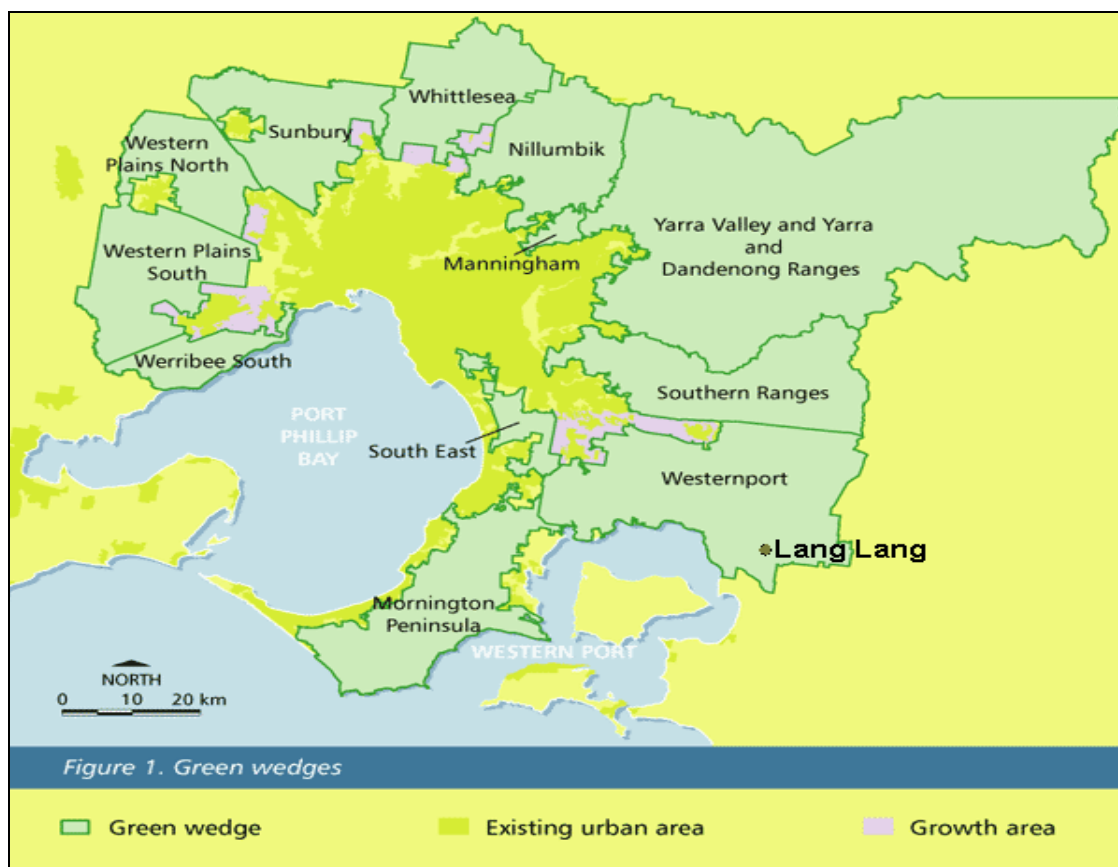 Whittlesea
Sunbury
Western
Plains North
Nillumbik
Yarra Valley and Yarra
and
Dandenong Ranges
Western Plains
South
Manningham
Werribee South
Southern Ranges
PORT
PHILLIP
BAY
South East
Westernport
Lang Lang
Mornington
Peninsula
WESTERN PORT
NORTH
0 10 20 km
Figure 1. Green wedges
Green wedge
Existing urban area
Growth area